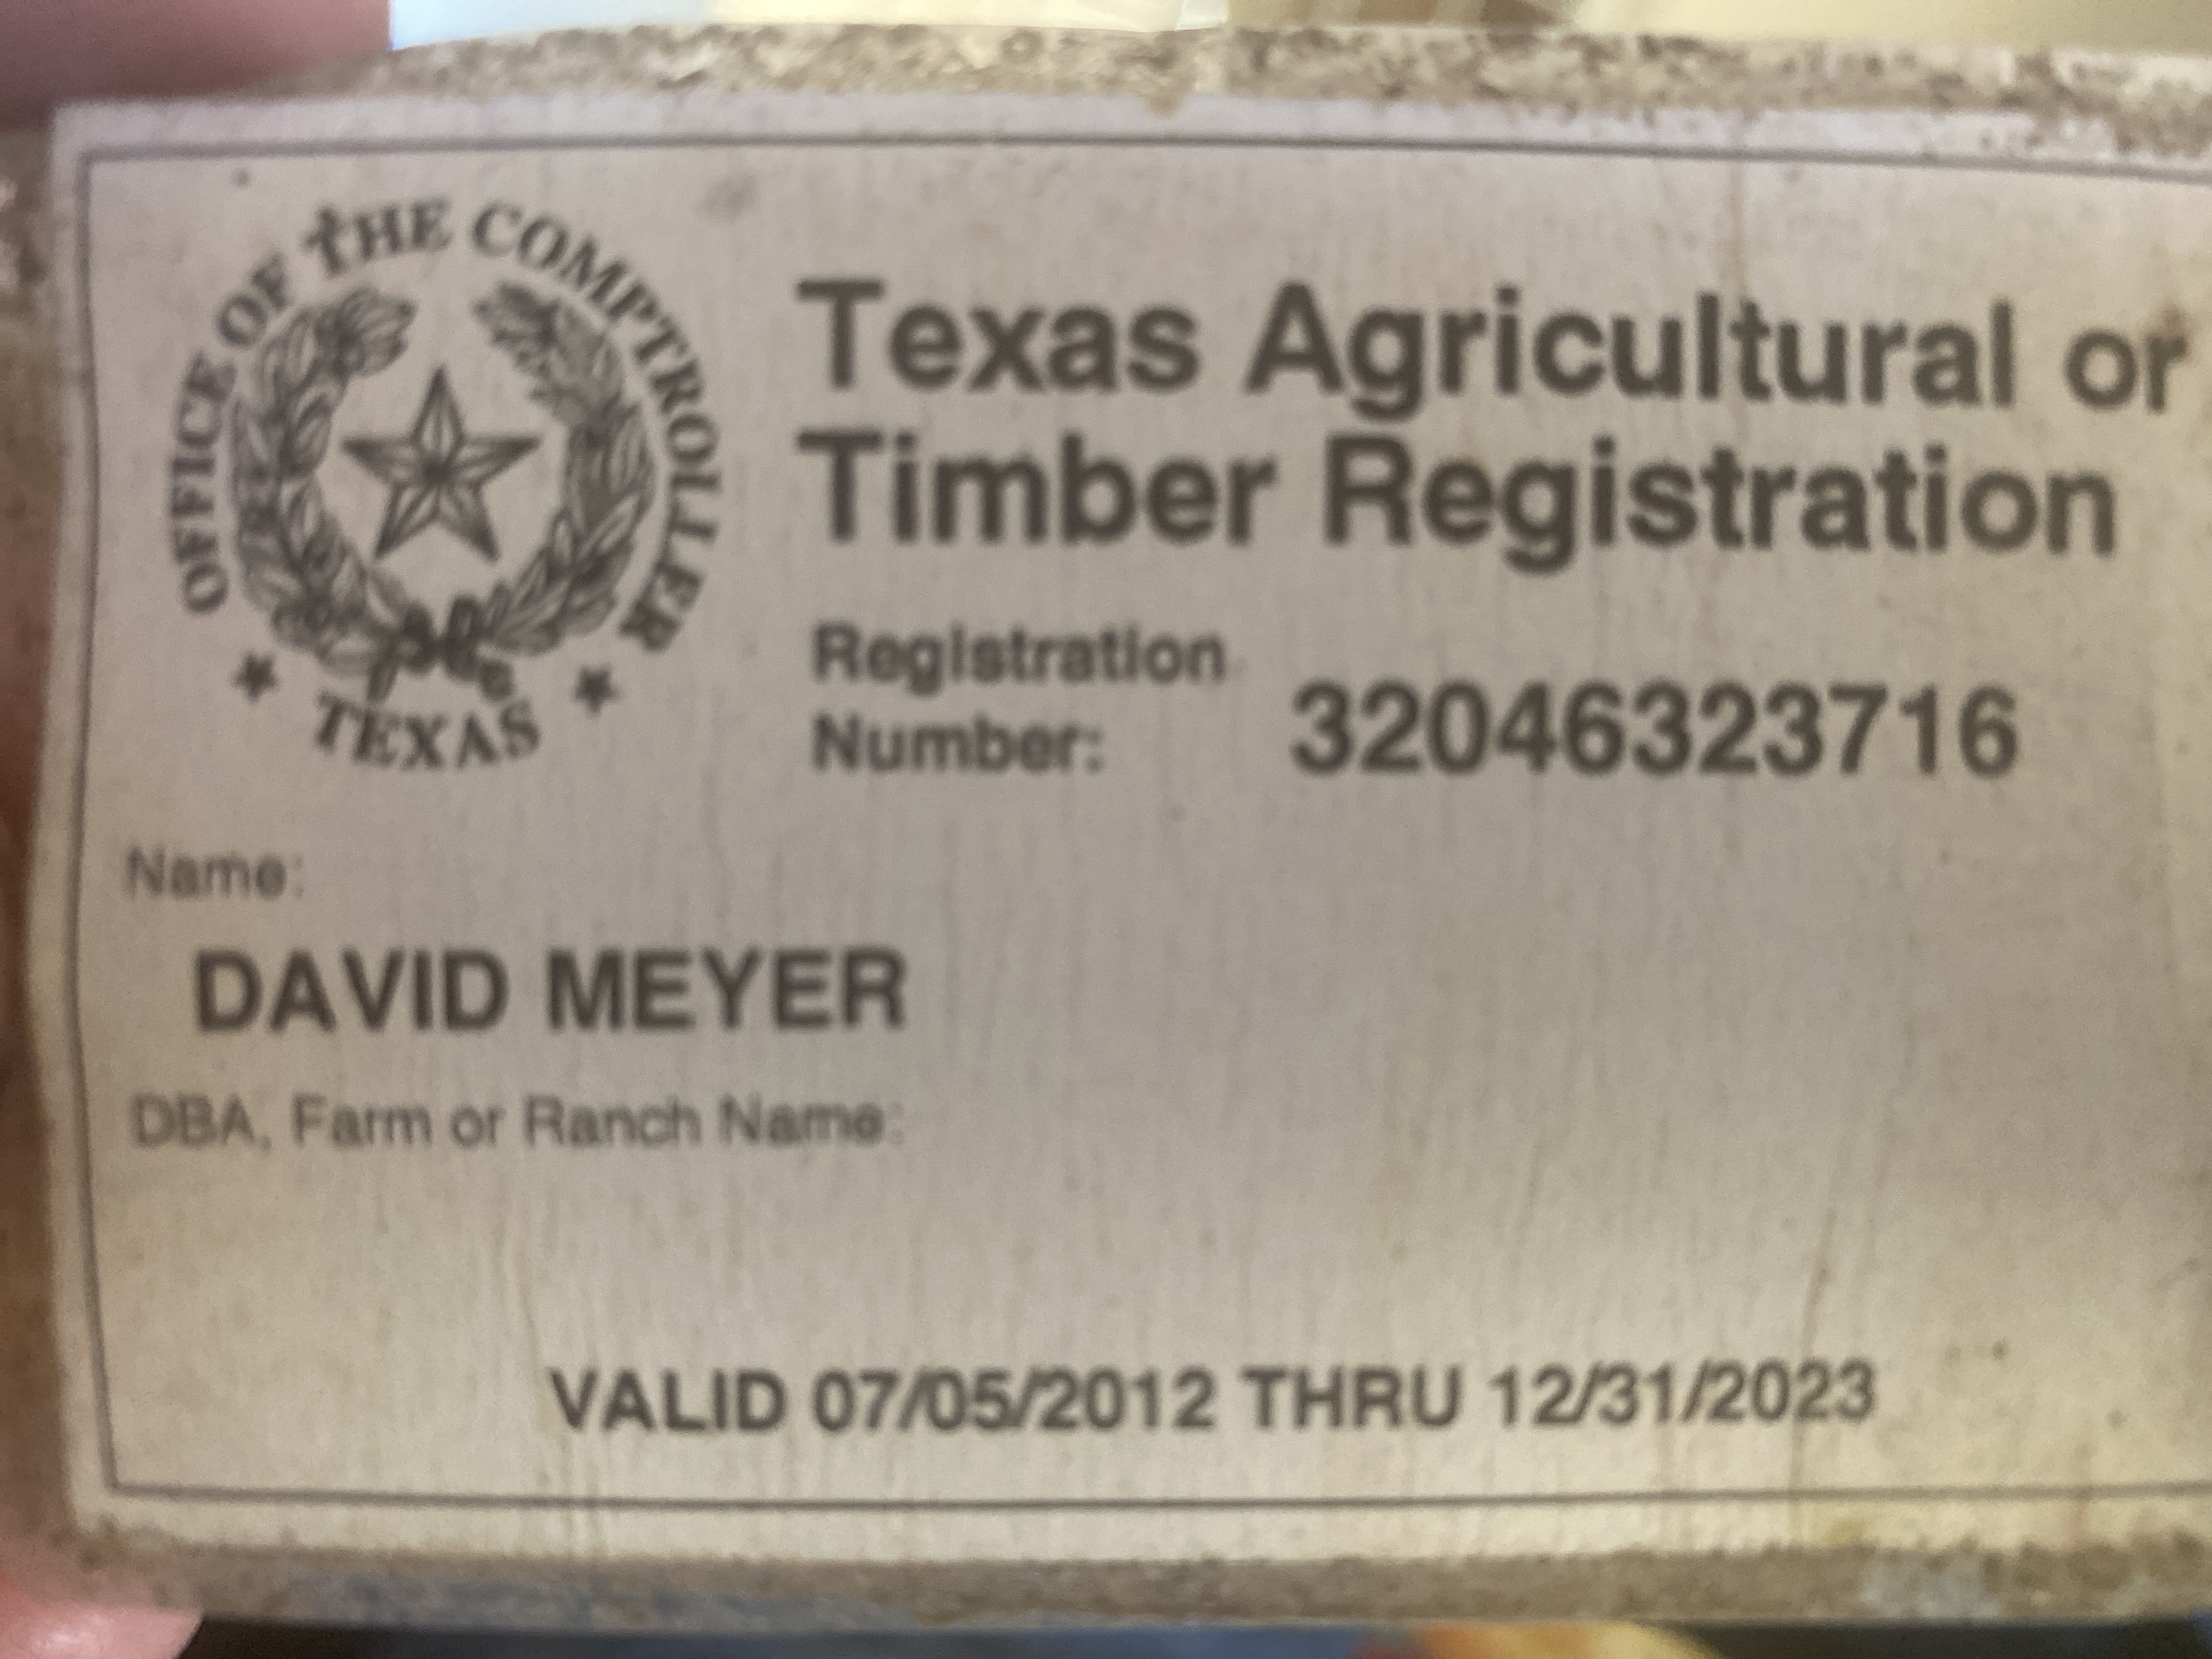 OFFICE OF THE COMPTROLLER
TEXAS
Texas Agricultural or
Timber Registration
Registration
Number: 32046323716
Name:
DAVID MEYER
DBA, Farm or Ranch Name:
VALID 07/05/2012 THRU 12/31/2023